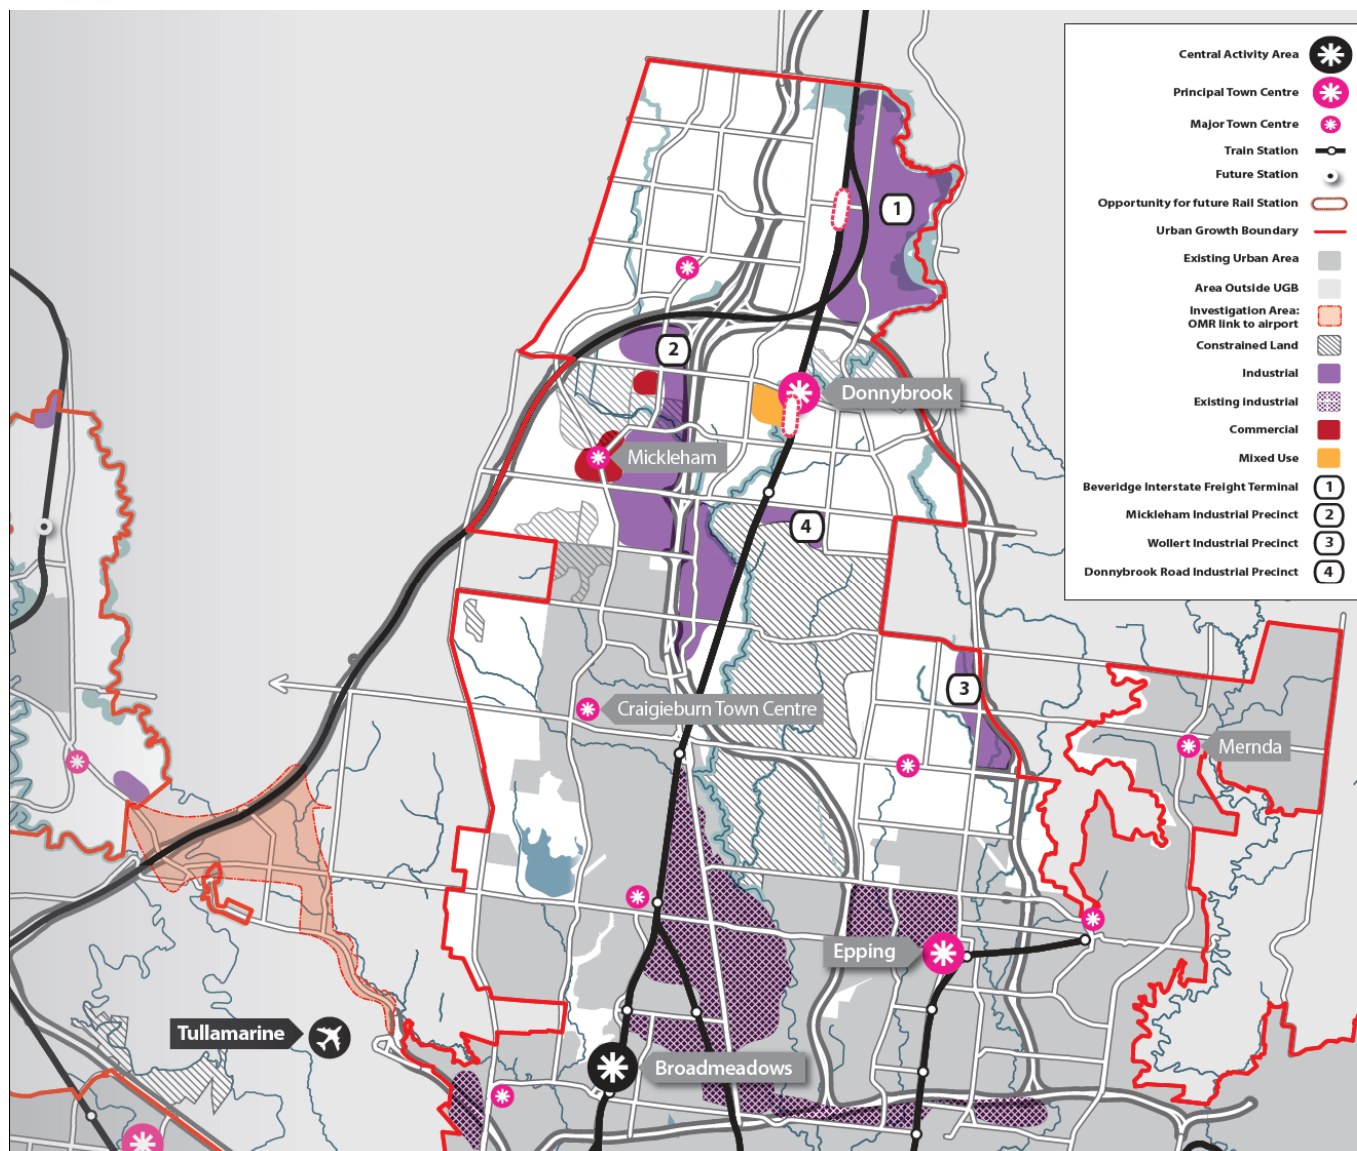 Central Activity Area
Principal Town Centre
Major Town Centre
Train Station
Future Station
Opportunity for future Rail Station
Urban Growth Boundary
Existing Urban Area
Area Outside UGB
Investigation Area:
OMR link to airport
Constrained Land
Industrial
Existing industrial
Commercial
Mixed Use
Beveridge Interstate Freight Terminal 1
Mickleham Industrial Precinct 2
Wollert Industrial Precinct 3
Donnybrook Road Industrial Precinct 4
1
2
Donnybrook
Mickleham
4
3
Craigieburn Town Centre
Mernda
Epping
Tullamarine
Broadmeadows